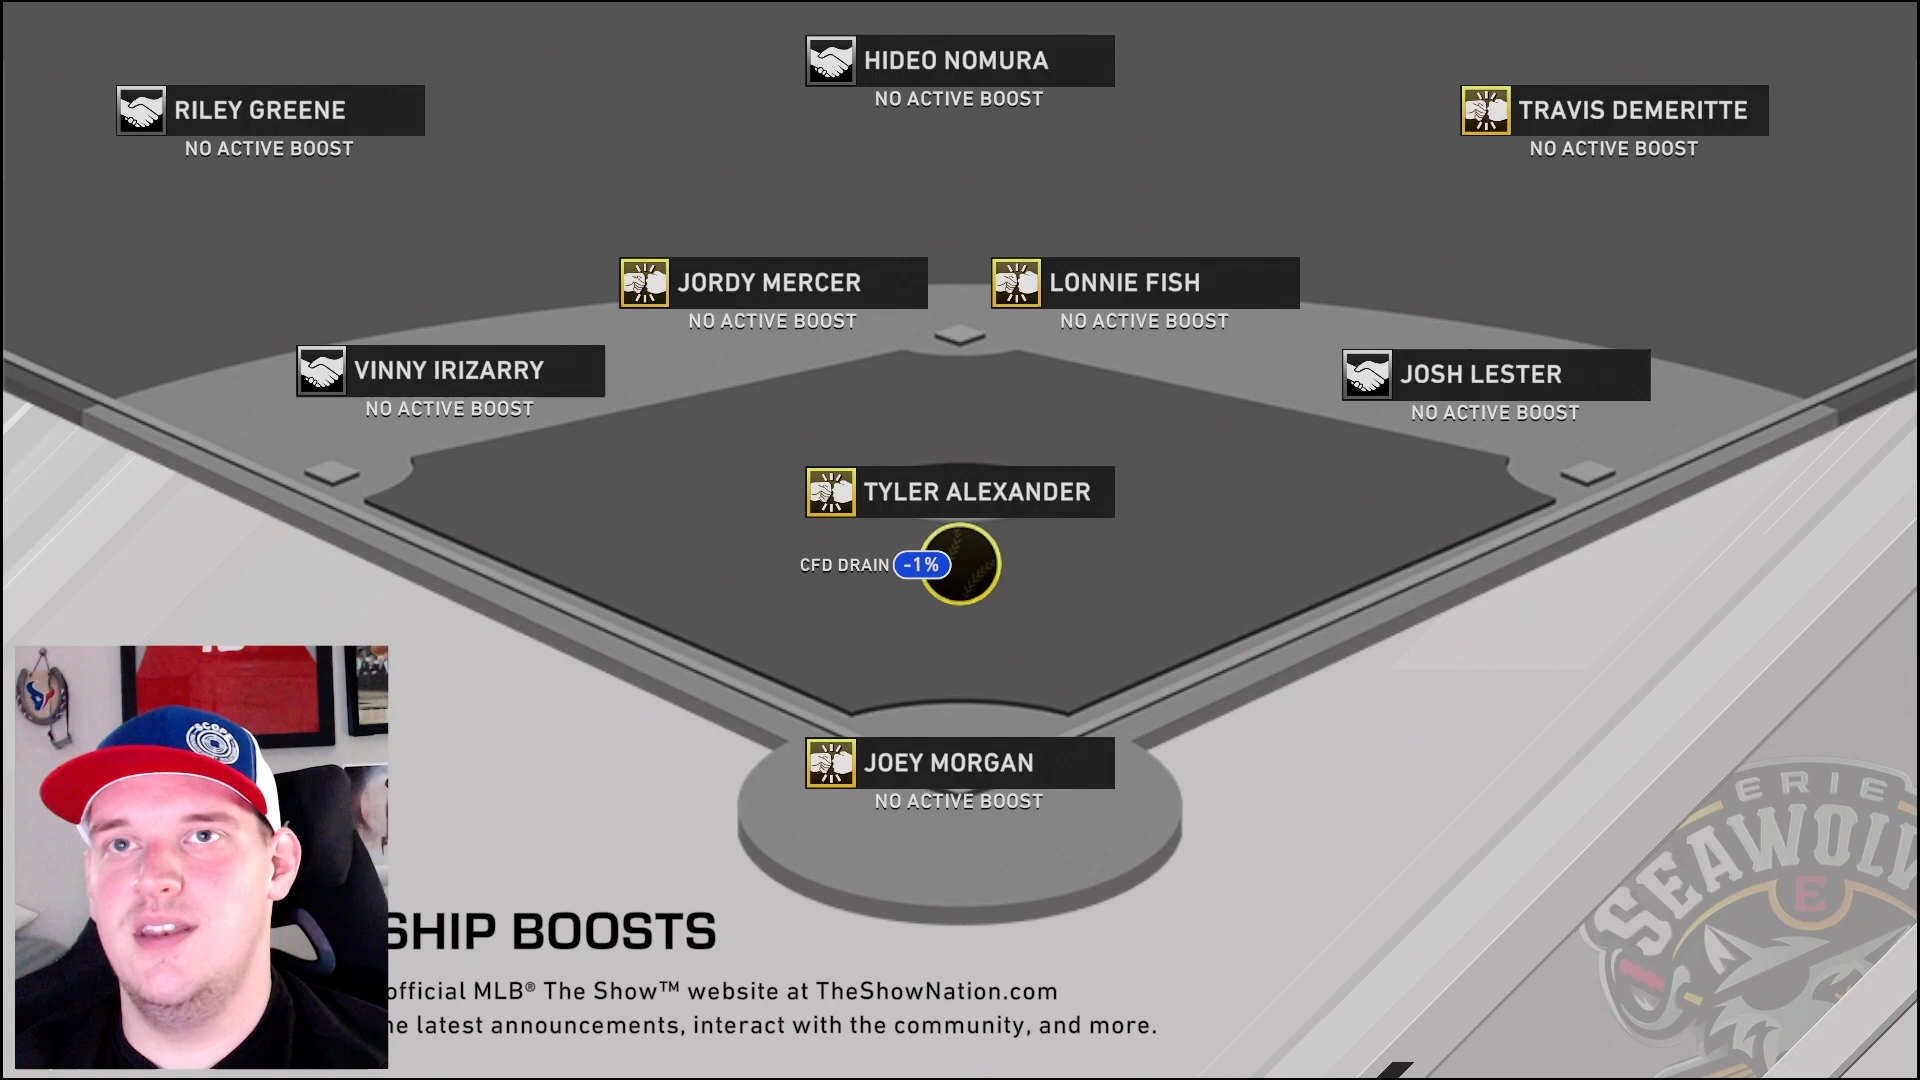 HIDEO NOMURA
NO ACTIVE BOOST
RILEY GREENE
NO ACTIVE BOOST
TRAVIS DEMERITTE
NO ACTIVE BOOST
JORDY MERCER
NO ACTIVE BOOST
LONNIE FISH
NO ACTIVE BOOST
VINNY IRIZARRY
NO ACTIVE BOOST
JOSH LESTER
NO ACTIVE BOOST
TYLER ALEXANDER
CFD DRAIN -1%
JOEY MORGAN
NO ACTIVE BOOST
SCOPE
ERIE
SEAWOLV
E
SHIP BOOSTS
official MLB® The Show™ website at TheShowNation.com
he latest announcements, interact with the community, and more.